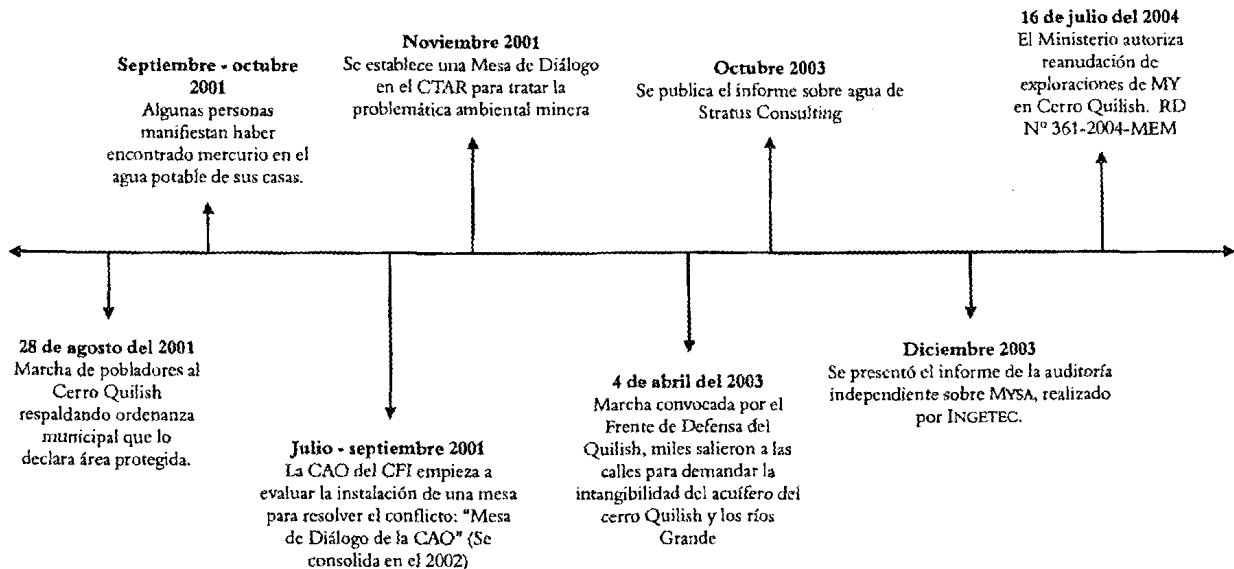 16 de julio del 2004
El Ministerio autoriza
reanudación de
exploraciones de MY
en Cerro Quilish. RD
Nº 361-2004-MEM
Noviembre 2001
Se establece una Mesa de Diálogo
en el CTAR para tratar la
problemática ambiental minera
Septiembre - octubre
2001
Algunas personas
manifiestan haber
encontrado mercurio en el
agua potable de sus casas.
Octubre 2003
Se publica el informe sobre agua de
Stratus Consulting
28 de agosto del 2001
Marcha de pobladores al
Cerro Quilish
respaldando ordenanza
municipal que lo
declara área protegida.
Julio - septiembre 2001
La CAO del CFI empieza a
evaluar la instalación de una mesa
para resolver el conflicto: "Mesa
de Diálogo de la CAO" (Se
consolida en el 2002)
4 de abril del 2003
Marcha convocada por el
Frente de Defensa del
Quilish, miles salieron a las
calles para demandar la
intangibilidad del acuífero del
cerro Quilish y los ríos
Grande
Diciembre 2003
Se presentó el informe de la auditoría
independiente sobre MYSA, realizado
por INGETEC.